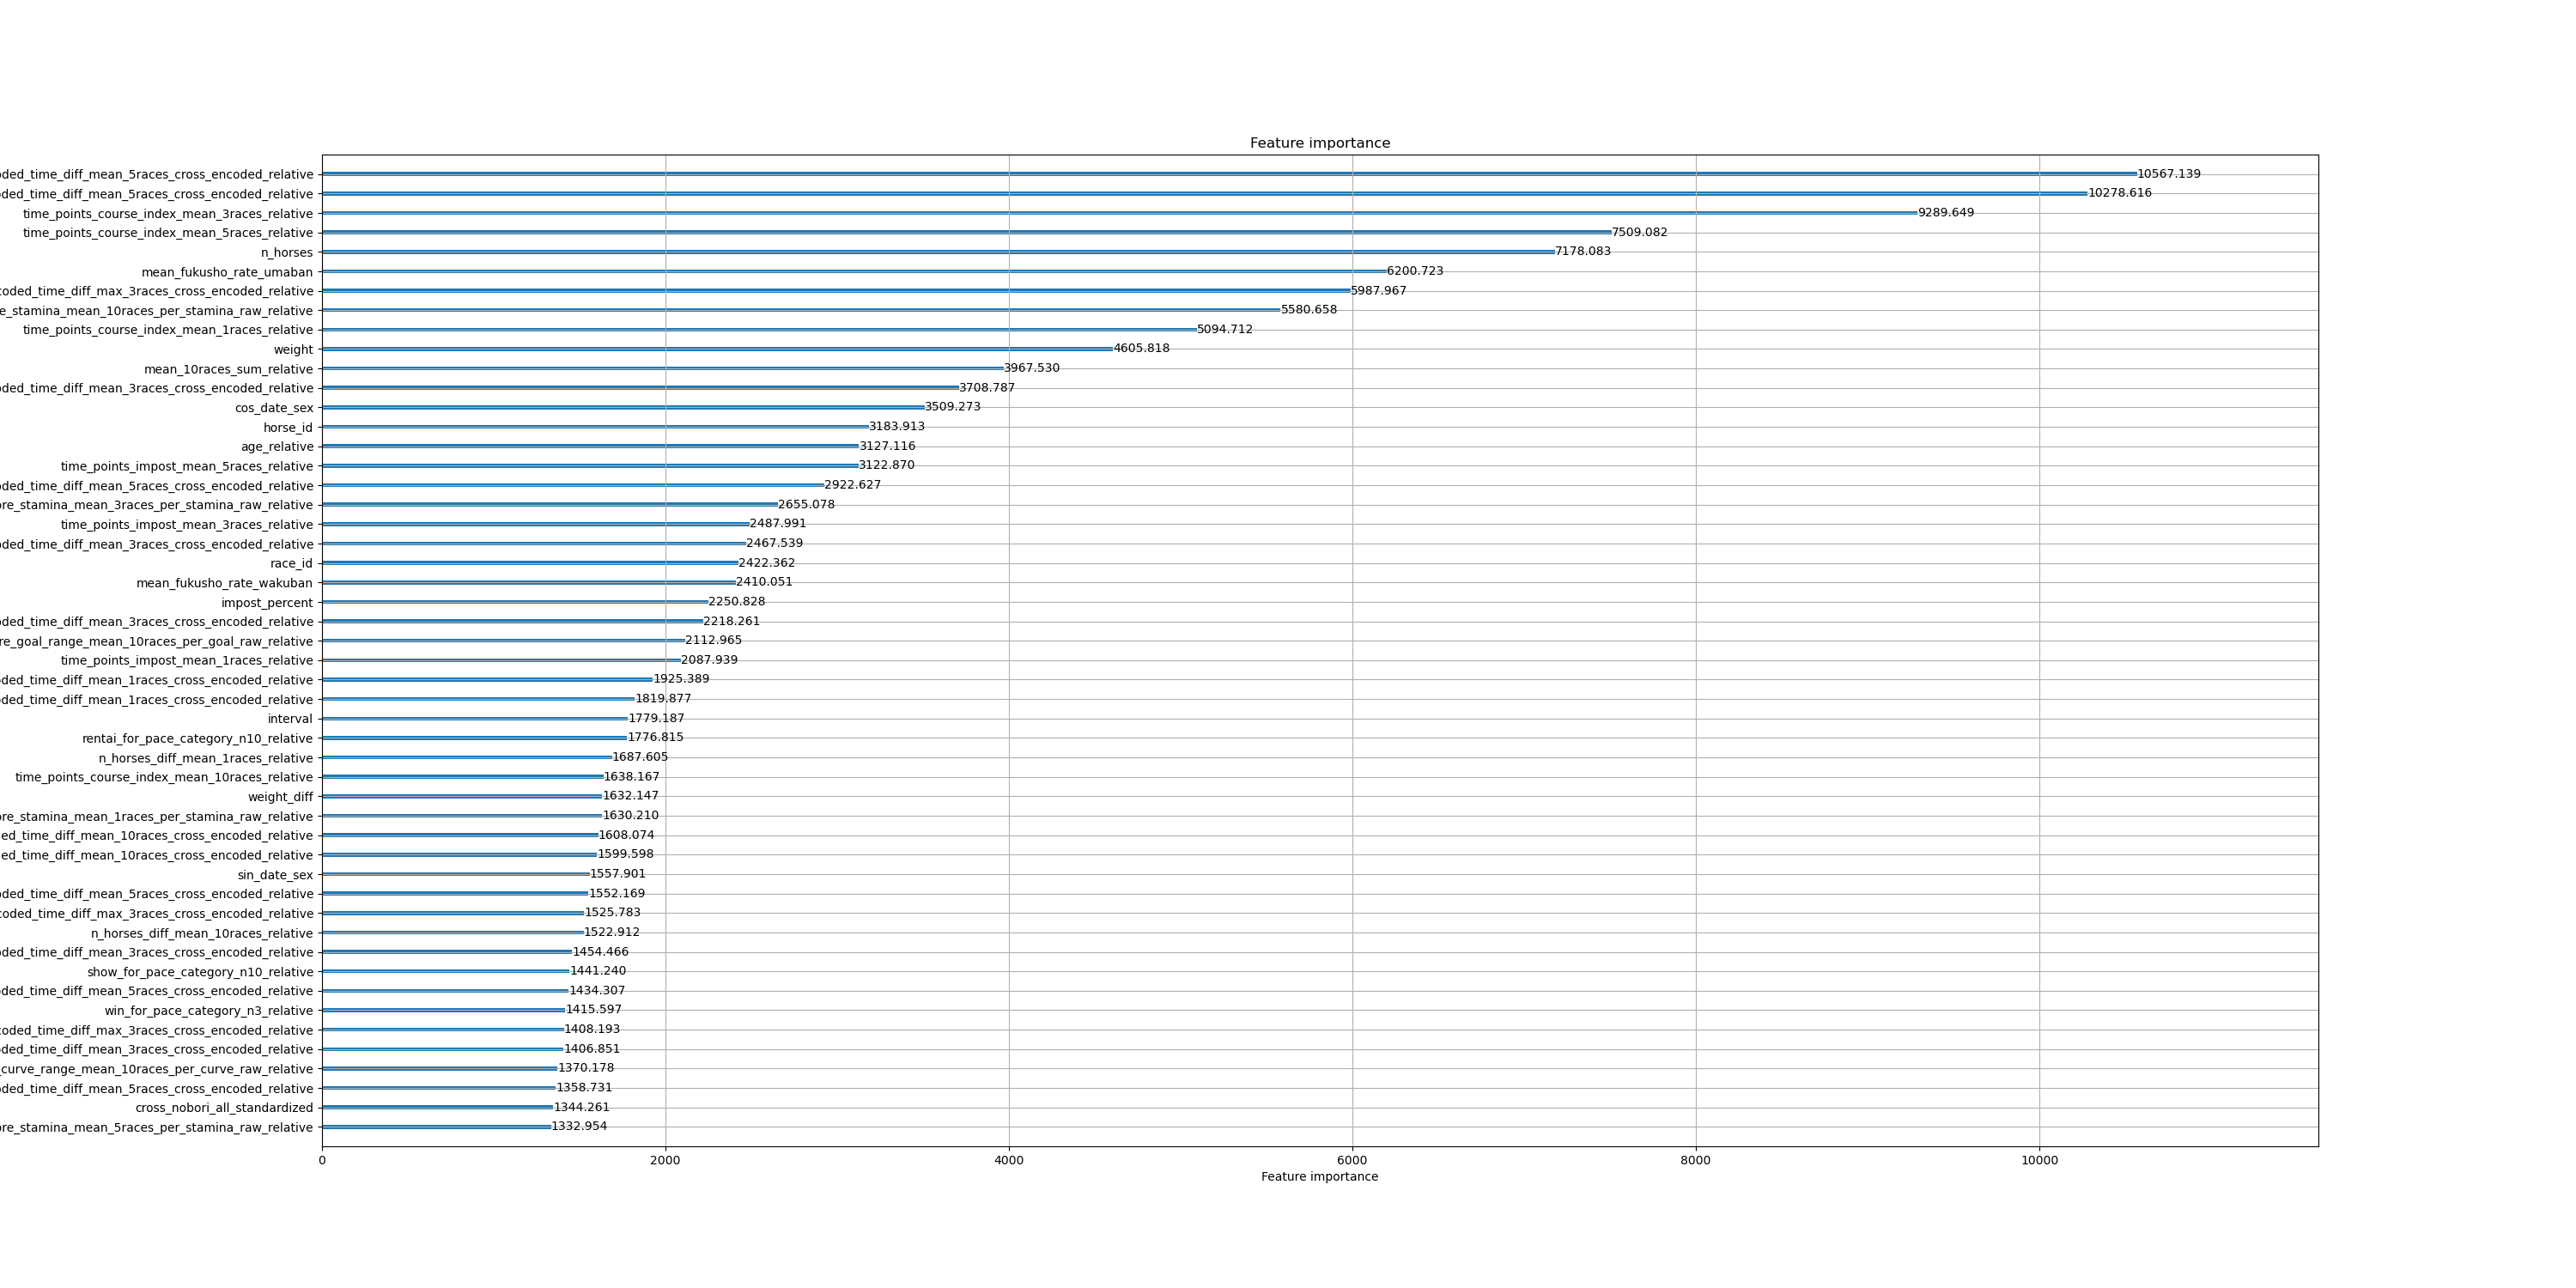 Feature importance
ded_time_diff_mean_5races_cross_encoded_relative 10567.139
ded_time_diff_mean_5races_cross_encoded_relative 10278.616
time_points_course_index_mean_3races_relative 9289.649
time_points_course_index_mean_5races_relative 7509.082
n_horses 7178.083
mean_fukusho_rate_umaban 6200.723
coded_time_diff_max_3races_cross_encoded_relative 5987.967
e_stamina_mean_10races_per_stamina_raw_relative 5580.658
time_points_course_index_mean_1races_relative 5094.712
weight 4605.818
mean_10races_sum_relative 3967.530
ded_time_diff_mean_3races_cross_encoded_relative 3708.787
cos_date_sex 3509.273
horse_id 3183.913
age_relative 3127.116
time_points_impost_mean_5races_relative 3122.870
ded_time_diff_mean_5races_cross_encoded_relative 2922.627
re_stamina_mean_3races_per_stamina_raw_relative 2655.078
time_points_impost_mean_3races_relative 2487.991
ded_time_diff_mean_3races_cross_encoded_relative 2467.539
race_id 2422.362
mean_fukusho_rate_wakuban 2410.051
impost_percent 2250.828
ded_time_diff_mean_3races_cross_encoded_relative 2218.261
re_goal_range_mean_10races_per_goal_raw_relative 2112.965
time_points_impost_mean_1races_relative 2087.939
ded_time_diff_mean_1races_cross_encoded_relative 1925.389
ded_time_diff_mean_1races_cross_encoded_relative 1819.877
interval 1779.187
rentai_for_pace_category_n10_relative 1776.815
n_horses_diff_mean_1races_relative 1687.605
time_points_course_index_mean_10races_relative 1638.167
weight_diff 1632.147
re_stamina_mean_1races_per_stamina_raw_relative 1630.210
ed_time_diff_mean_10races_cross_encoded_relative 1608.074
ed_time_diff_mean_10races_cross_encoded_relative 1599.598
sin_date_sex 1557.901
ded_time_diff_mean_5races_cross_encoded_relative 1552.169
coded_time_diff_max_3races_cross_encoded_relative 1525.783
n_horses_diff_mean_10races_relative 1522.912
ded_time_diff_mean_3races_cross_encoded_relative 1454.466
show_for_pace_category_n10_relative 1441.240
ded_time_diff_mean_5races_cross_encoded_relative 1434.307
win_for_pace_category_n3_relative 1415.597
coded_time_diff_max_3races_cross_encoded_relative 1408.193
ded_time_diff_mean_3races_cross_encoded_relative 1406.851
_curve_range_mean_10races_per_curve_raw_relative 1370.178
ded_time_diff_mean_5races_cross_encoded_relative 1358.731
cross_nobori_all_standardized 1344.261
re_stamina_mean_5races_per_stamina_raw_relative 1332.954
0 2000 4000 6000 8000 10000
Feature importance